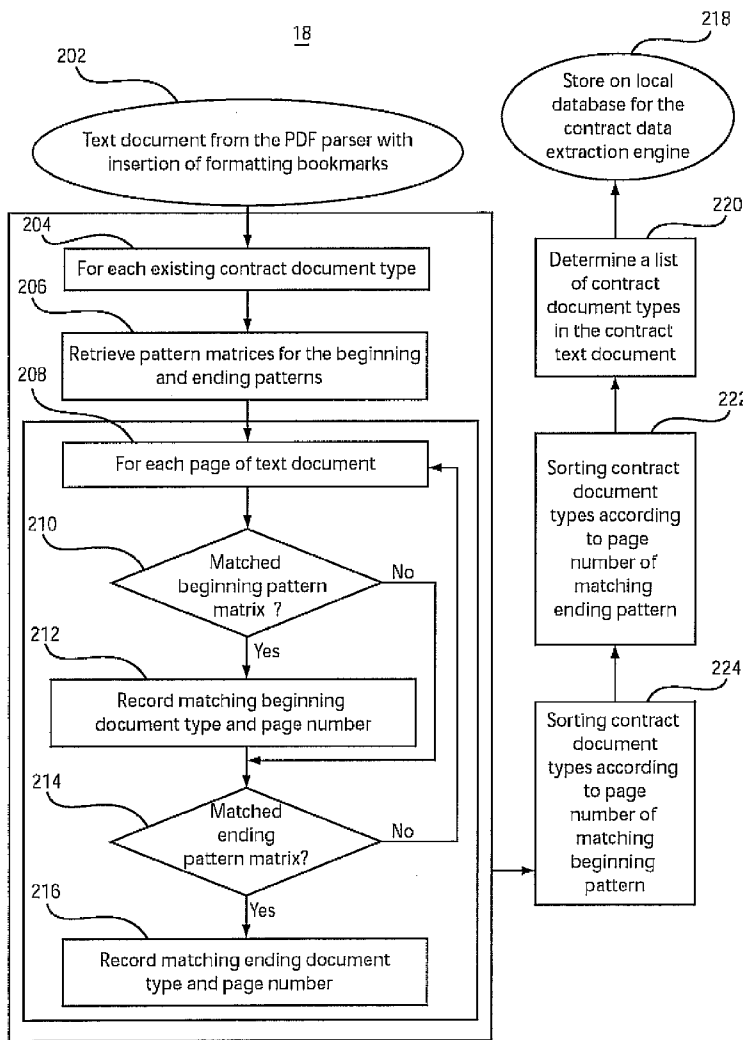 18
202
Text document from the PDF parser with
insertion of formatting bookmarks
204
For each existing contract document type
206
Retrieve pattern matrices for the beginning
and ending patterns
208
For each page of text document
210
Matched
beginning pattern
matrix ?
No
Yes
212
Record matching beginning
document type and page number
214
Matched
ending
pattern matrix?
No
Yes
216
Record matching ending document
type and page number
218
Store on local
database for the
contract data
extraction engine
220
Determine a list
of contract
document types
in the contract
text document
222
Sorting contract
document
types according
to page
number of
matching
ending pattern
224
Sorting contract
document
types according
to page
number of
matching
beginning
pattern